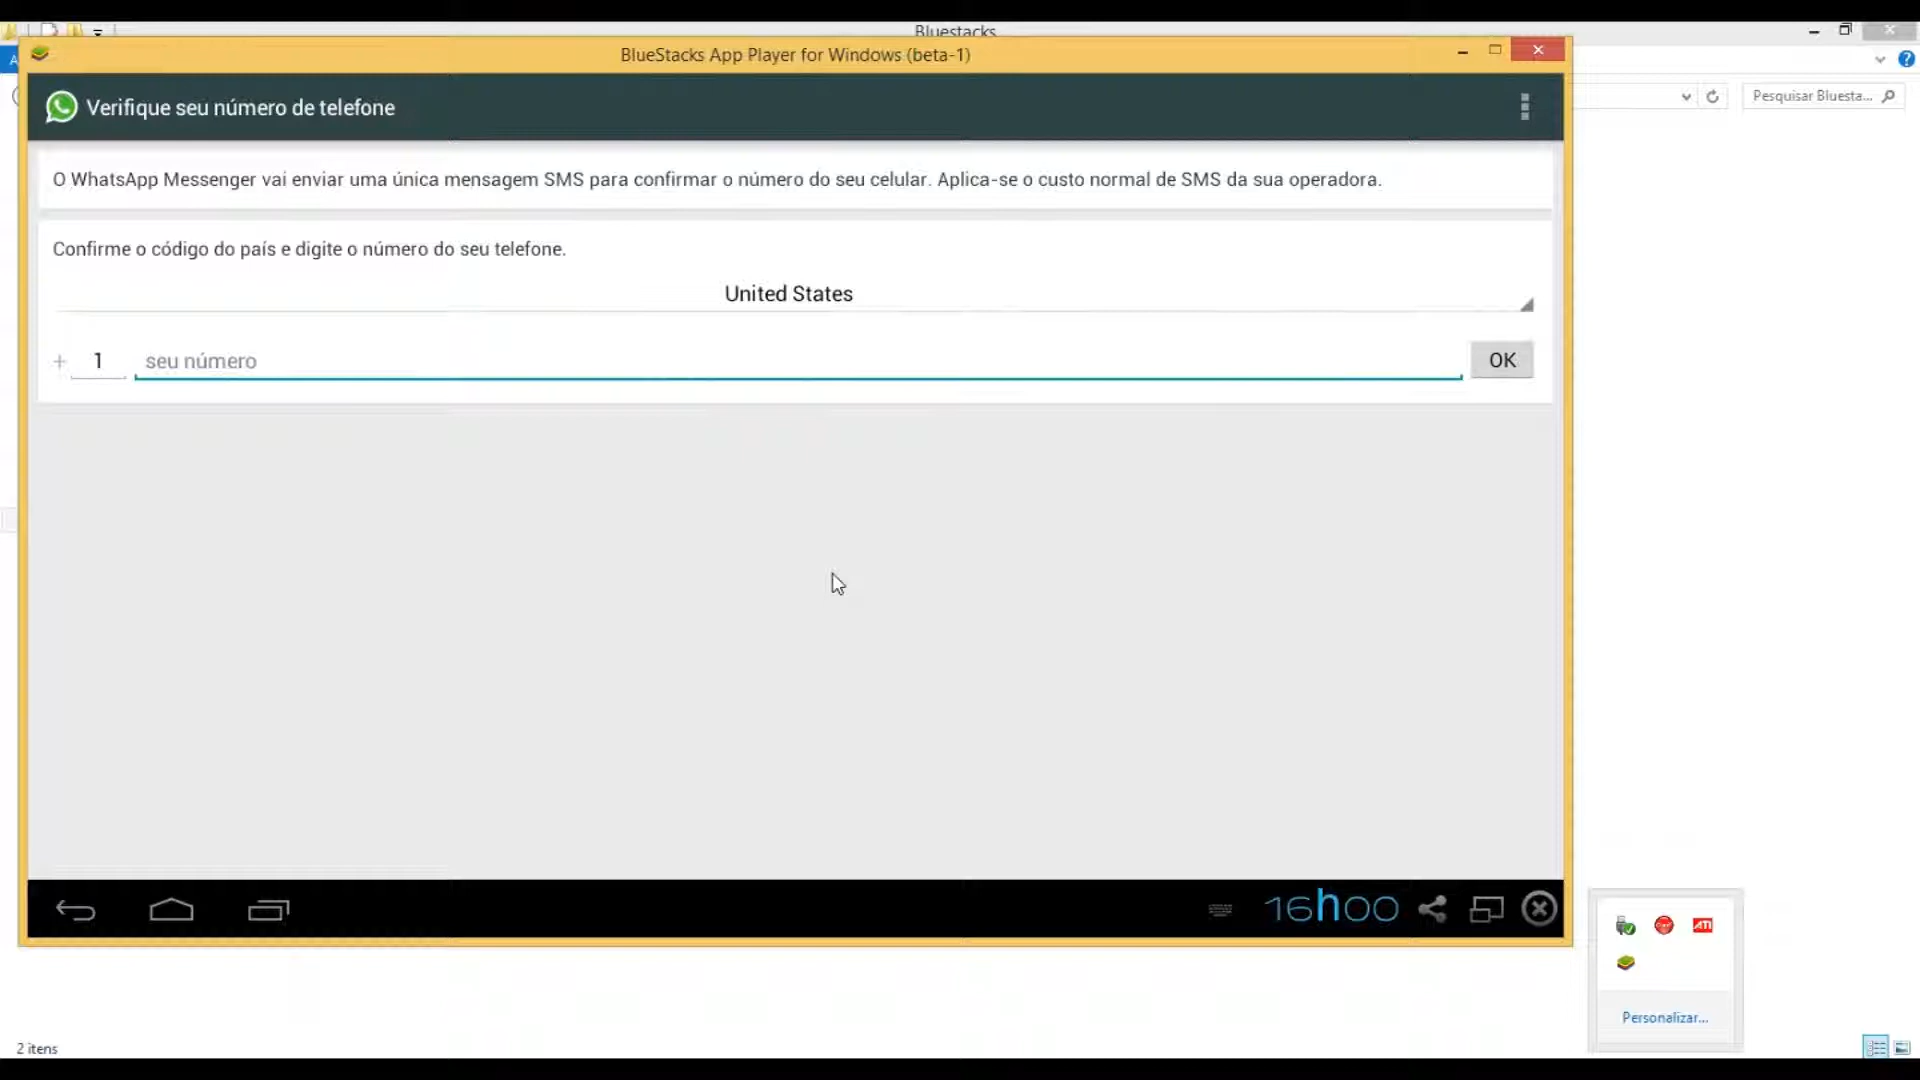 Bluestacks
BlueStacks App Player for Windows (beta-1)
Pesquisar Bluesta...
Verifique seu número de telefone
O WhatsApp Messenger vai enviar uma única mensagem SMS para confirmar o número do seu celular. Aplica-se o custo normal de SMS da sua operadora.
Confirme o código do país e digite o número do seu telefone.
United States
+ 1 seu número OK
16h00
ATI
Personalizar...
2 itens